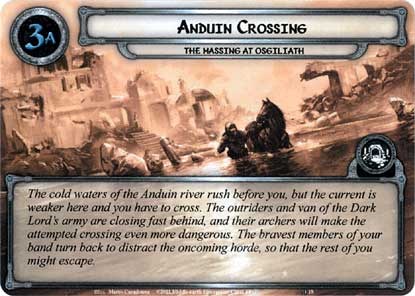 3A
Anduin Crossing
The Massing at Osgiliath
The cold waters of the Anduin river rush before you, but the current is
weaker here and you have to cross. The outriders and van of the Dark
Lord's army are closing fast behind, and their archers will make the
attempted crossing even more dangerous. The bravest members of your
band turn back to distract the oncoming horde, so that the rest of you
might escape.